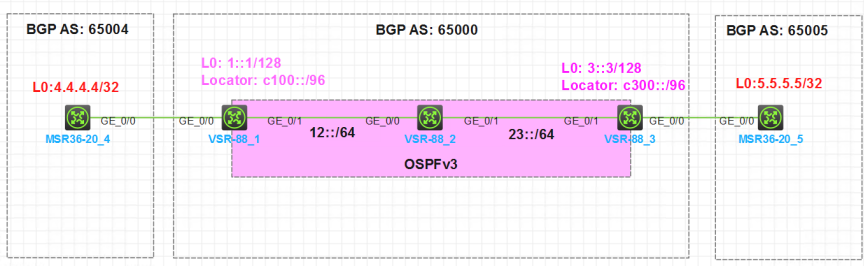 BGP AS: 65004
BGP AS: 65000
BGP AS: 65005
L0: 1::1/128
Locator: c100::/96
L0: 3::3/128
Locator: c300::/96
L0:4.4.4.4/32
L0:5.5.5.5/32
GE_0/0
GE_0/0
GE_0/1
12::/64
GE_0/0
GE_0/1
23::/64
GE_0/1
GE_0/0
GE_0/0
MSR36-20_4
VSR-88_1
VSR-88_2
VSR-88_3
MSR36-20_5
OSPFv3